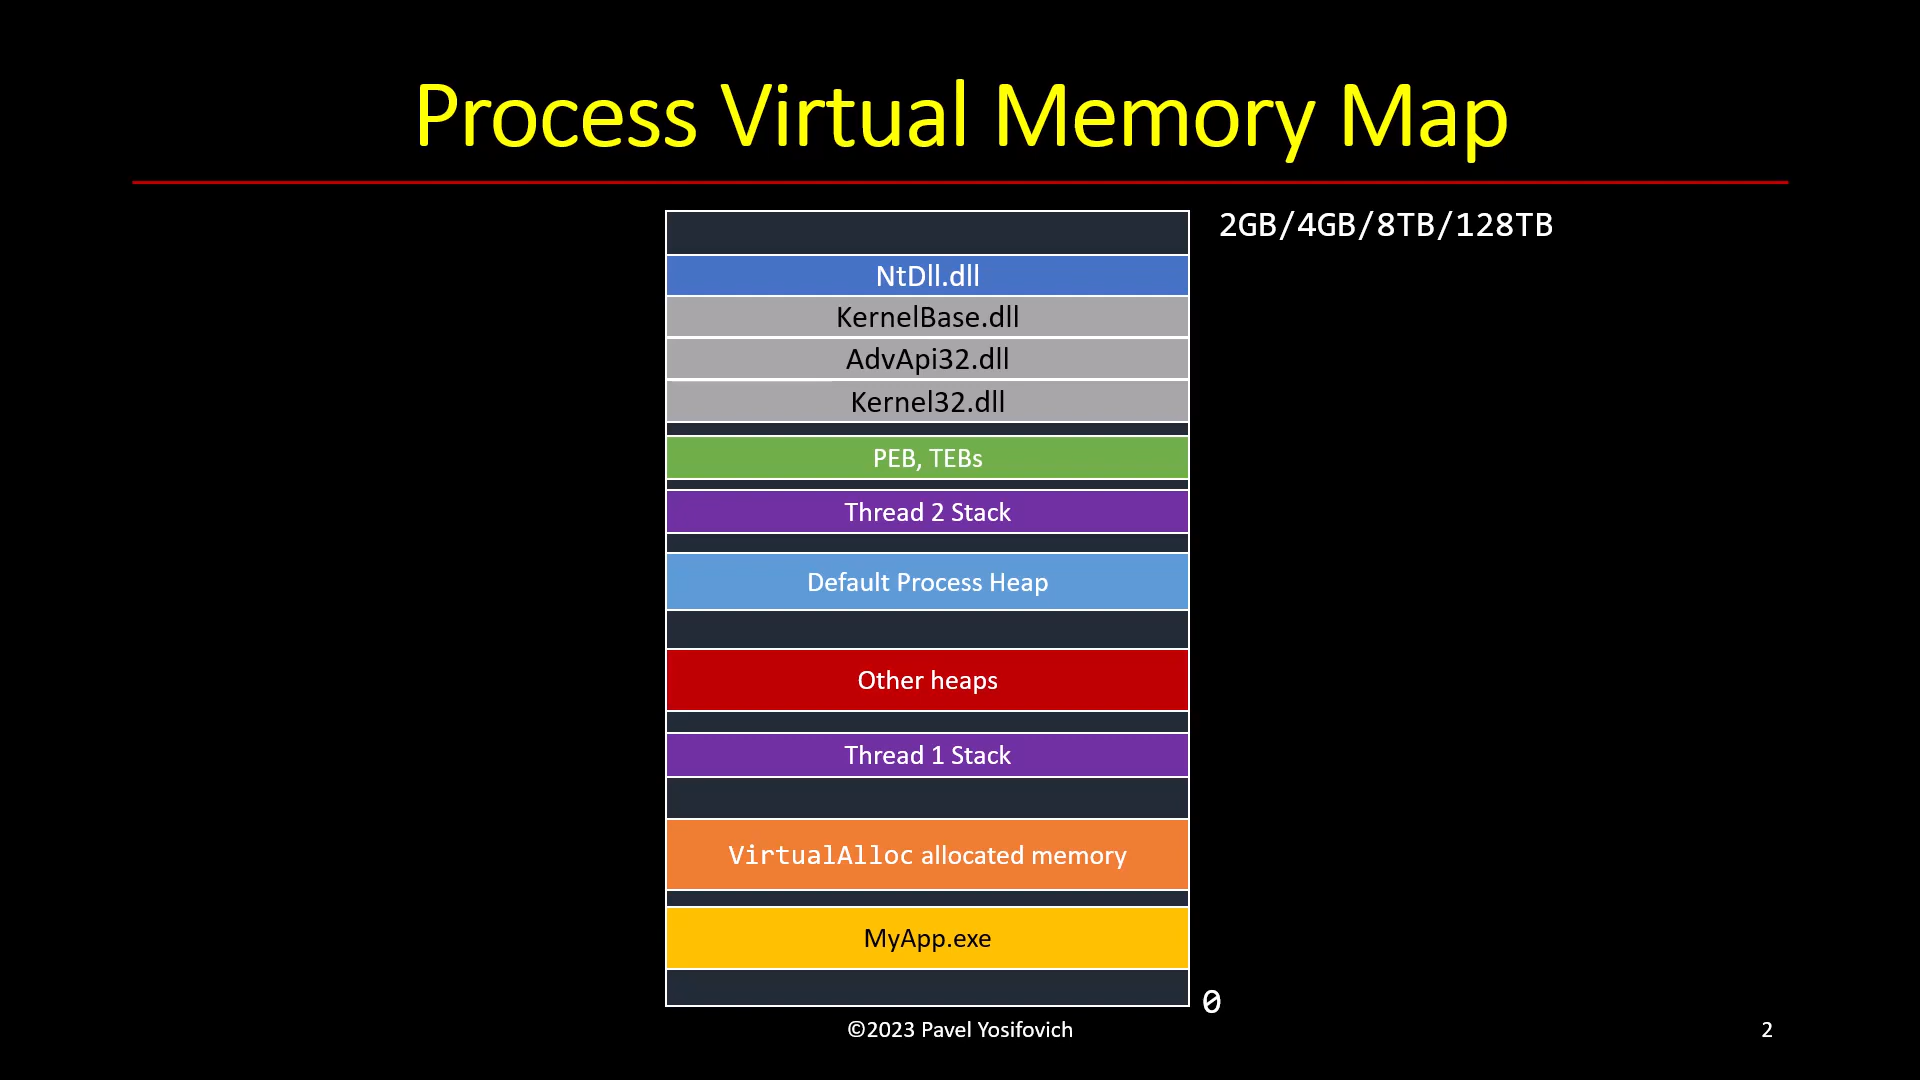 Process Virtual Memory Map
2GB/4GB/8TB/128TB
NtDll.dll
KernelBase.dll
AdvApi32.dll
Kernel32.dll
PEB, TEBs
Thread 2 Stack
Default Process Heap
Other heaps
Thread 1 Stack
VirtualAlloc allocated memory
MyApp.exe
0
©2023 Pavel Yosifovich
2